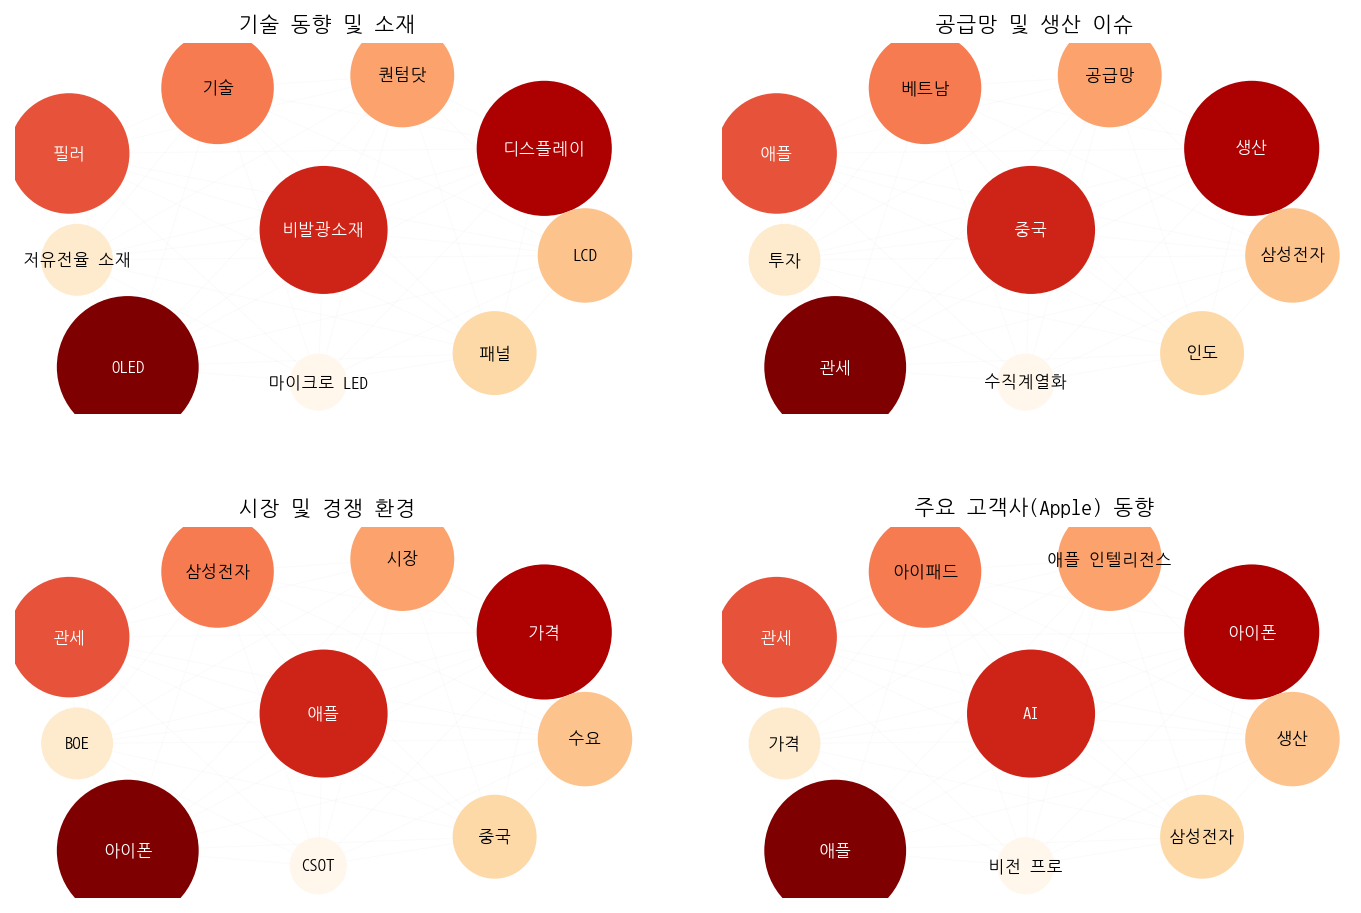 기술 동향 및 소재
퀀텀닷
기술
디스플레이
필러
비발광소재
LCD
저유전율 소재
패널
OLED
마이크로 LED
공급망 및 생산 이슈
공급망
베트남
생산
애플
중국
삼성전자
투자
인도
관세
수직계열화
시장 및 경쟁 환경
시장
삼성전자
가격
관세
애플
수요
BOE
중국
아이폰
CSOT
주요 고객사(Apple) 동향
애플 인텔리전스
아이패드
아이폰
관세
AI
생산
가격
삼성전자
애플
비전 프로